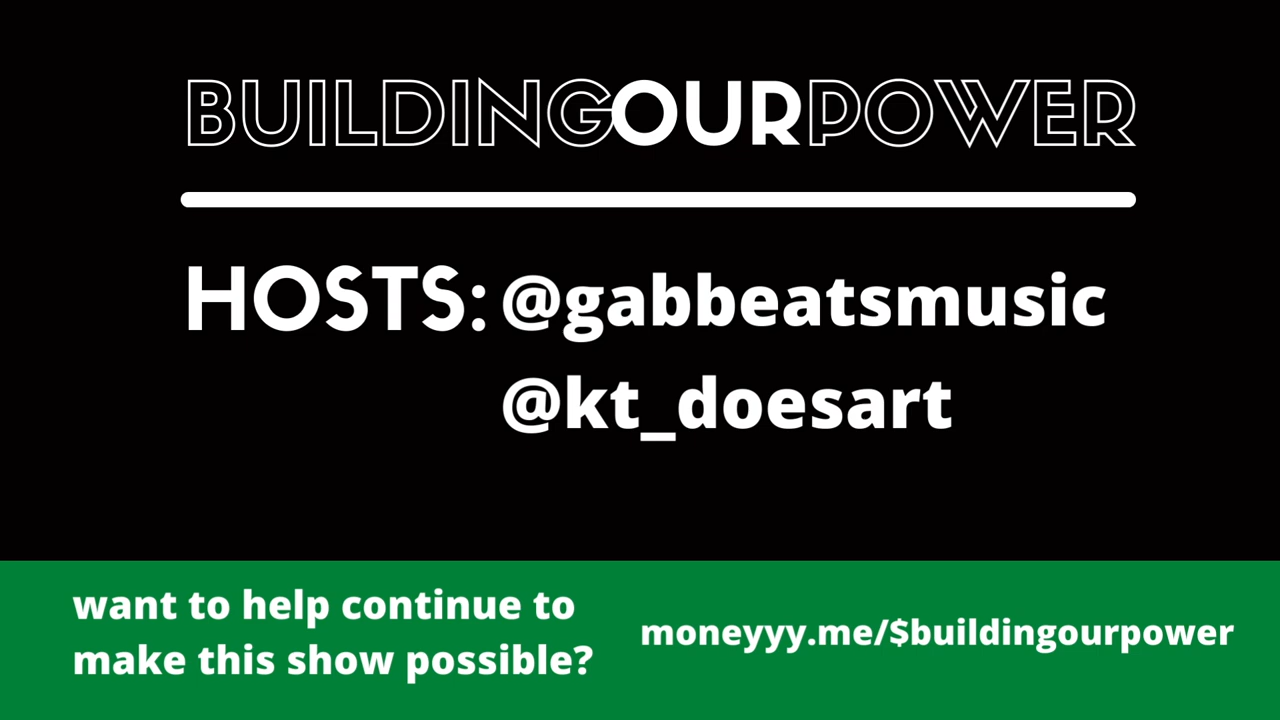 BUILDINGOURPOWER
HOSTS: @gabbeatsmusic
@kt_doesart
want to help continue to
make this show possible?
moneyyy.me/$buildingourpower